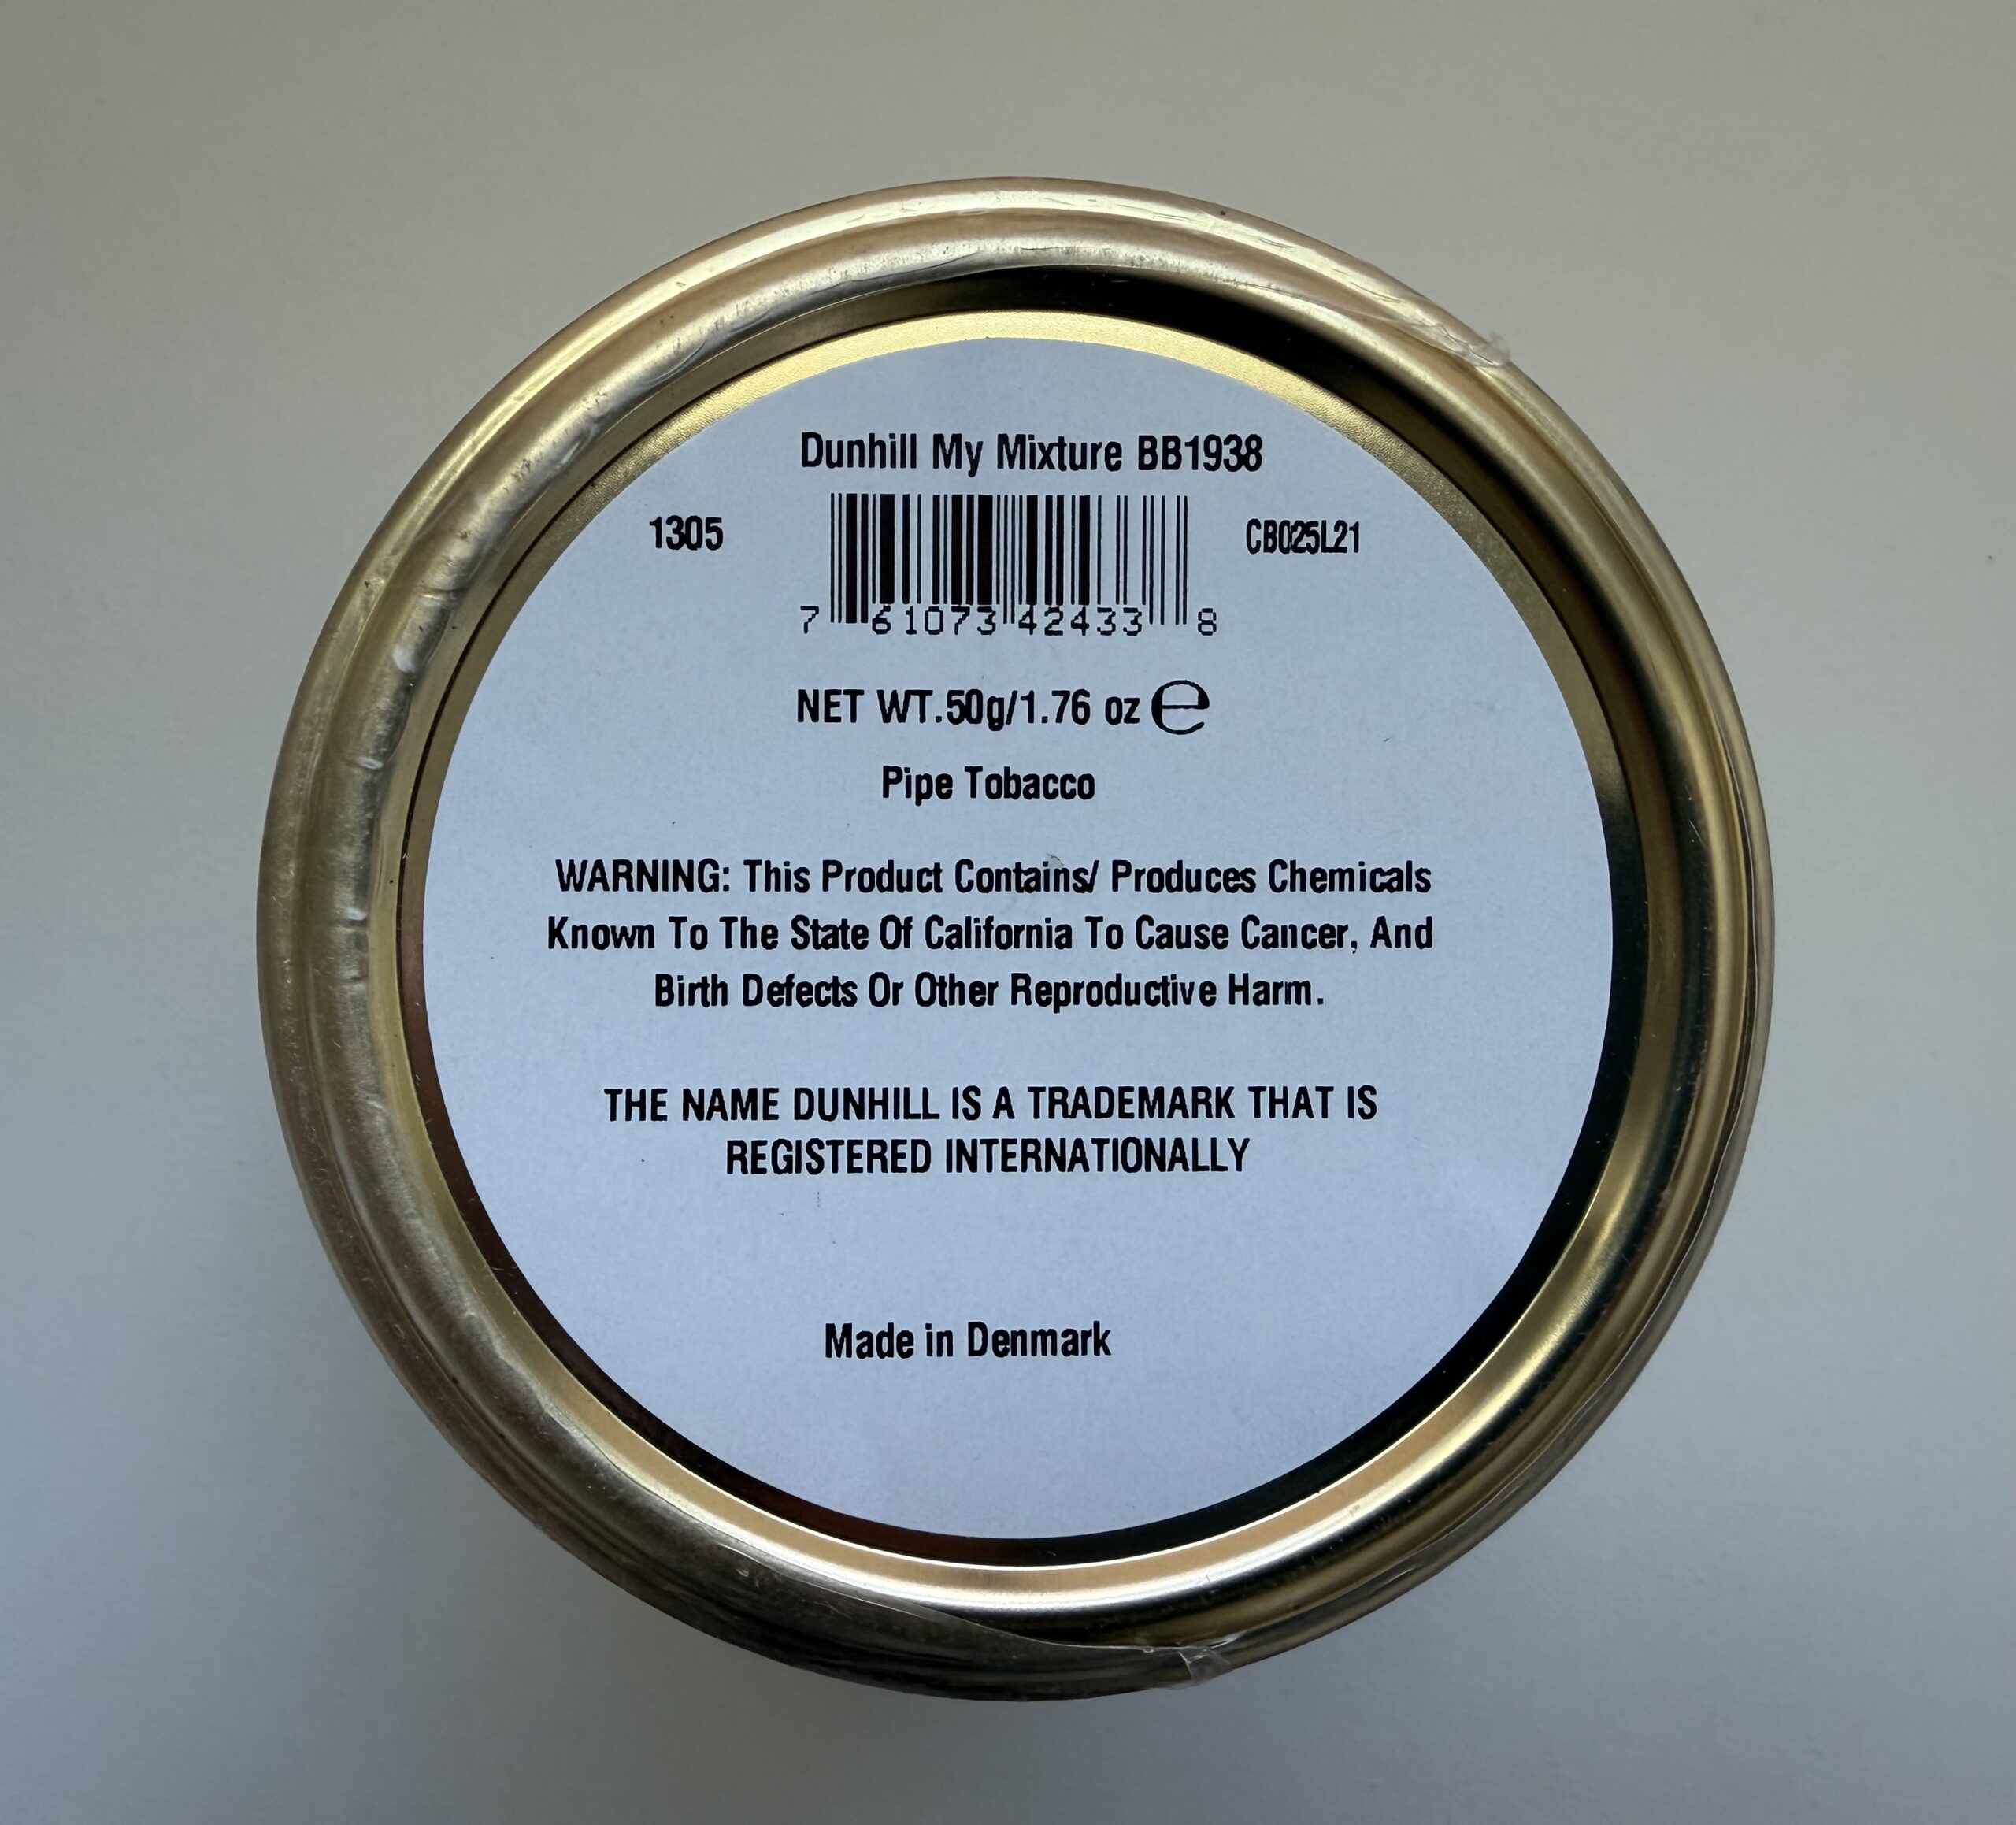 Dunhill My Mixture BB1938
1305
CB025L21
7 61073 42433 8
NET WT.50g/1.76 oz e
Pipe Tobacco
WARNING: This Product Contains/ Produces Chemicals
Known To The State Of California To Cause Cancer, And
Birth Defects Or Other Reproductive Harm.
THE NAME DUNHILL IS A TRADEMARK THAT IS
REGISTERED INTERNATIONALLY
Made in Denmark